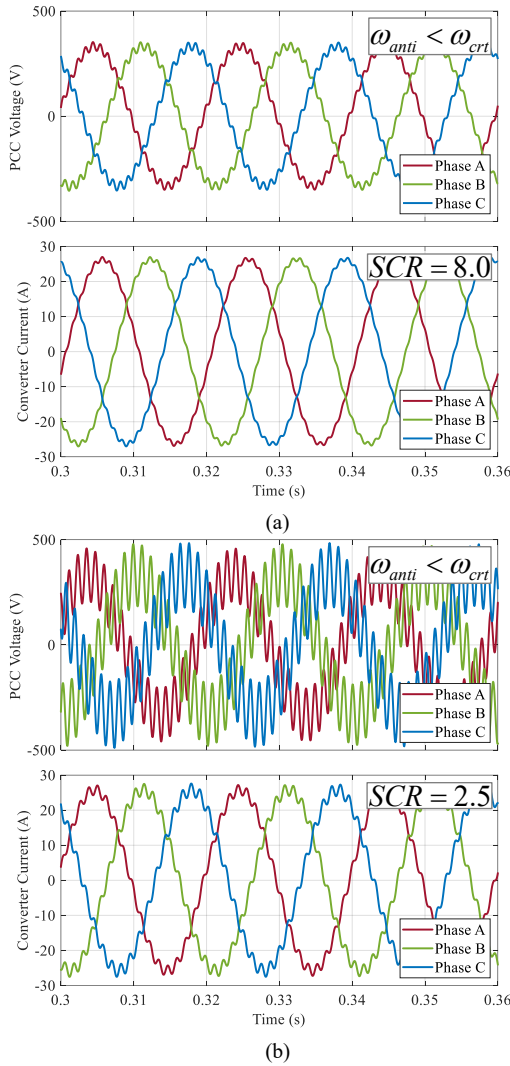 500
0
-500
PCC Voltage (V)
ω_anti < ω_crt
Phase A
Phase B
Phase C
30
20
10
0
-10
-20
-30
Converter Current (A)
SCR = 8.0
Phase A
Phase B
Phase C
0.3 0.31 0.32 0.33 0.34 0.35 0.36
Time (s)
(a)
500
0
-500
PCC Voltage (V)
ω_anti < ω_crt
Phase A
Phase B
Phase C
30
20
10
0
-10
-20
-30
Converter Current (A)
SCR = 2.5
Phase A
Phase B
Phase C
0.3 0.31 0.32 0.33 0.34 0.35 0.36
Time (s)
(b)